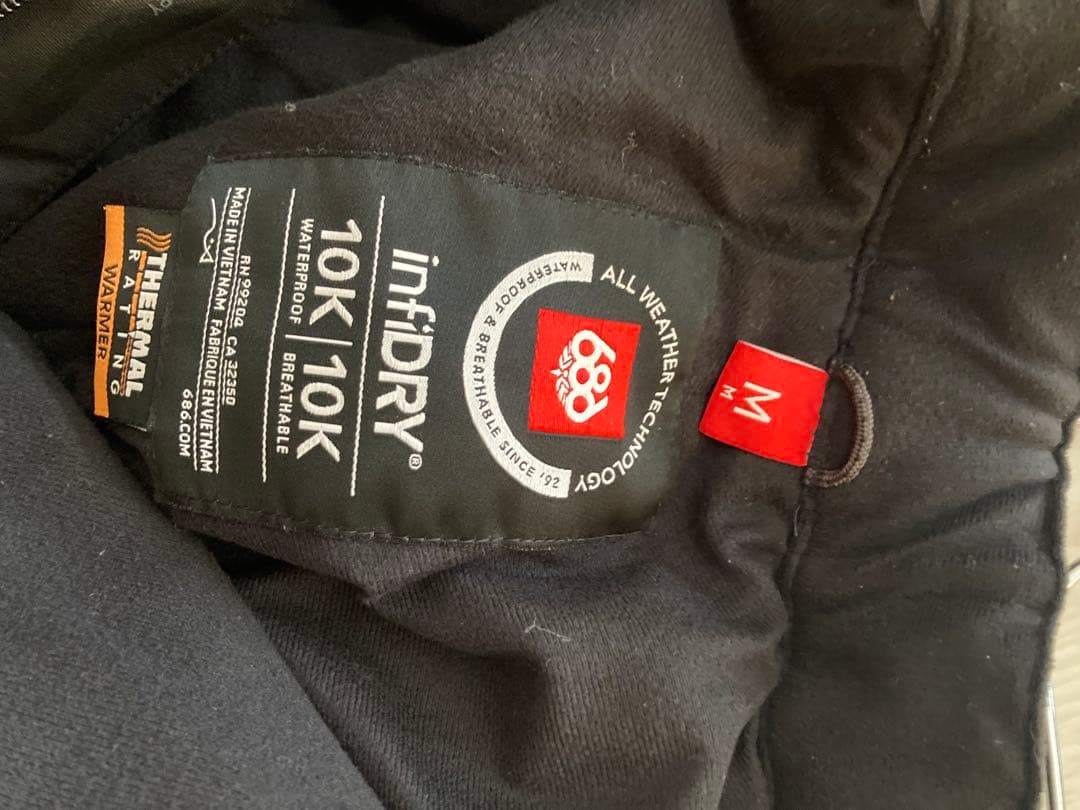 M
M
ALL WEATHER TECHNOLOGY
686
WATERPROOF & BREATHABLE SINCE '92
infiDRY®
10K | 10K
WATERPROOF | BREATHABLE
RN 99204 CA 32350
MADE IN VIETNAM FABRIQUE EN VIETNAM
686.COM
THERMAL
RATING
WARMER